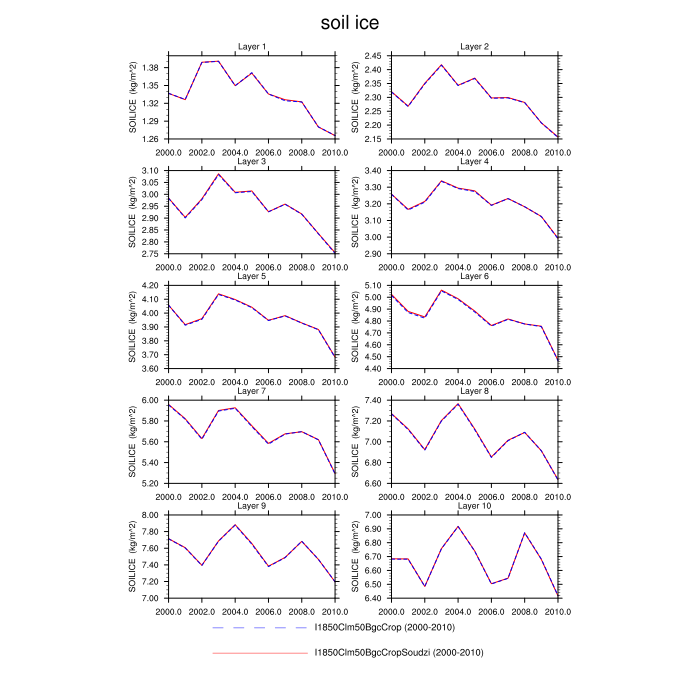 soil ice
Layer 1
SOILICE (kg/m^2)
1.38
1.35
1.32
1.29
1.26
2000.0 2002.0 2004.0 2006.0 2008.0 2010.0
Layer 2
SOILICE (kg/m^2)
2.45
2.40
2.35
2.30
2.25
2.20
2.15
2000.0 2002.0 2004.0 2006.0 2008.0 2010.0
Layer 3
SOILICE (kg/m^2)
3.10
3.05
3.00
2.95
2.90
2.85
2.80
2.75
2000.0 2002.0 2004.0 2006.0 2008.0 2010.0
Layer 4
SOILICE (kg/m^2)
3.40
3.30
3.20
3.10
3.00
2.90
2000.0 2002.0 2004.0 2006.0 2008.0 2010.0
Layer 5
SOILICE (kg/m^2)
4.20
4.10
4.00
3.90
3.80
3.70
3.60
2000.0 2002.0 2004.0 2006.0 2008.0 2010.0
Layer 6
SOILICE (kg/m^2)
5.10
5.00
4.90
4.80
4.70
4.60
4.50
4.40
2000.0 2002.0 2004.0 2006.0 2008.0 2010.0
Layer 7
SOILICE (kg/m^2)
6.00
5.80
5.60
5.40
5.20
2000.0 2002.0 2004.0 2006.0 2008.0 2010.0
Layer 8
SOILICE (kg/m^2)
7.40
7.20
7.00
6.80
6.60
2000.0 2002.0 2004.0 2006.0 2008.0 2010.0
Layer 9
SOILICE (kg/m^2)
8.00
7.80
7.60
7.40
7.20
7.00
2000.0 2002.0 2004.0 2006.0 2008.0 2010.0
Layer 10
SOILICE (kg/m^2)
7.00
6.90
6.80
6.70
6.60
6.50
6.40
2000.0 2002.0 2004.0 2006.0 2008.0 2010.0
I1850Clm50BgcCrop (2000-2010)
I1850Clm50BgcCropSoudzi (2000-2010)